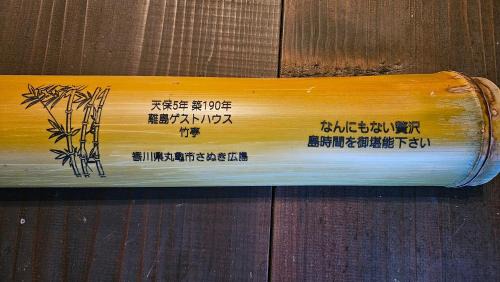 天保5年 築190年
離島ゲストハウス
竹亭
香川県丸亀市さぬき広島
なんにもない贅沢
島時間を御堪能下さい